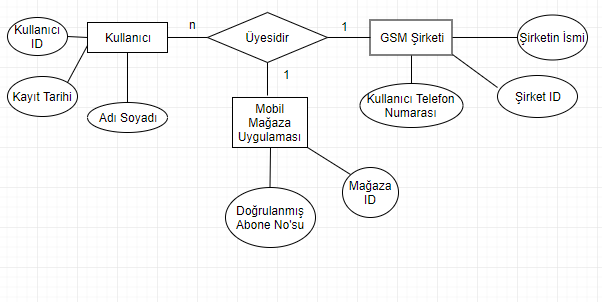 Kullanıcı
ID
Kayıt Tarihi
Adı Soyadı
Kullanıcı
n
Üyesidir
1
1
GSM Şirketi
Şirketin İsmi
Şirket ID
Kullanıcı Telefon
Numarası
Mobil
Mağaza
Uygulaması
Doğrulanmış
Abone No'su
Mağaza
ID